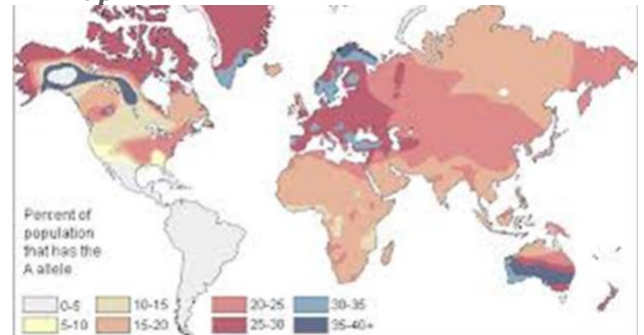 Percent of
population
that has the
A allele
0-5
10-15
20-25
30-35
5-10
15-20
25-30
35-40+